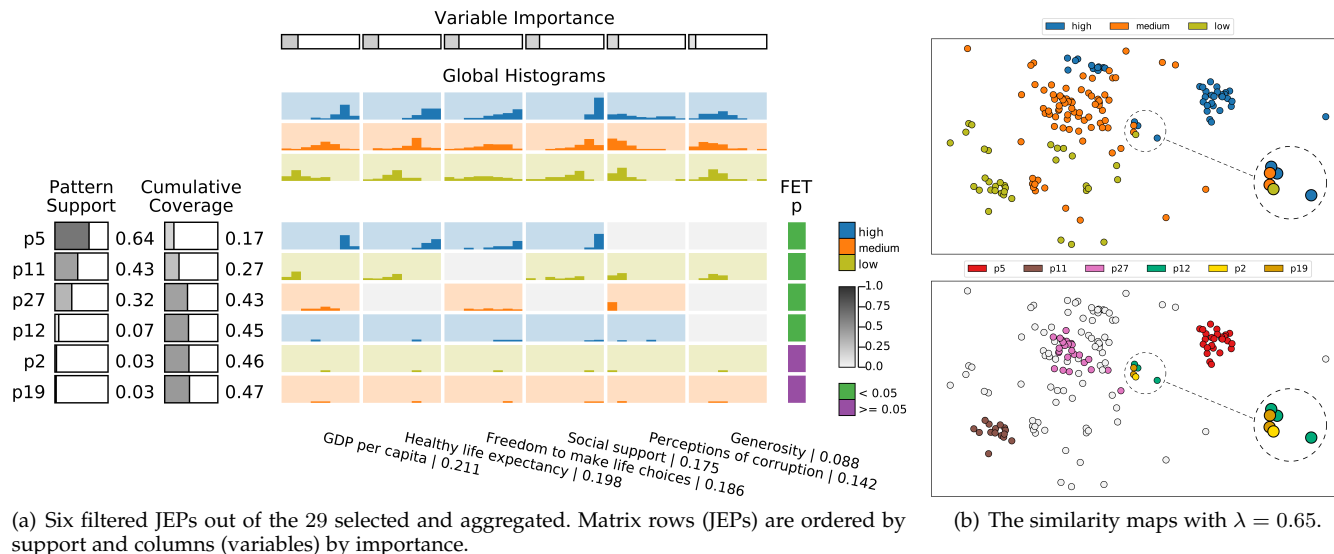 Variable Importance
Global Histograms
Pattern Support
Cumulative Coverage
FET p
p5 0.64 0.17
p11 0.43 0.27
p27 0.32 0.43
p12 0.07 0.45
p2 0.03 0.46
p19 0.03 0.47
high
medium
low
1.0
0.75
0.5
0.25
0.0
< 0.05
>= 0.05
GDP per capita | 0.211
Healthy life expectancy | 0.198
Freedom to make life choices | 0.186
Social support | 0.175
Perceptions of corruption | 0.142
Generosity | 0.088
(a) Six filtered JEPs out of the 29 selected and aggregated. Matrix rows (JEPs) are ordered by
support and columns (variables) by importance.
high medium low
p5 p11 p27 p12 p2 p19
(b) The similarity maps with λ = 0.65.